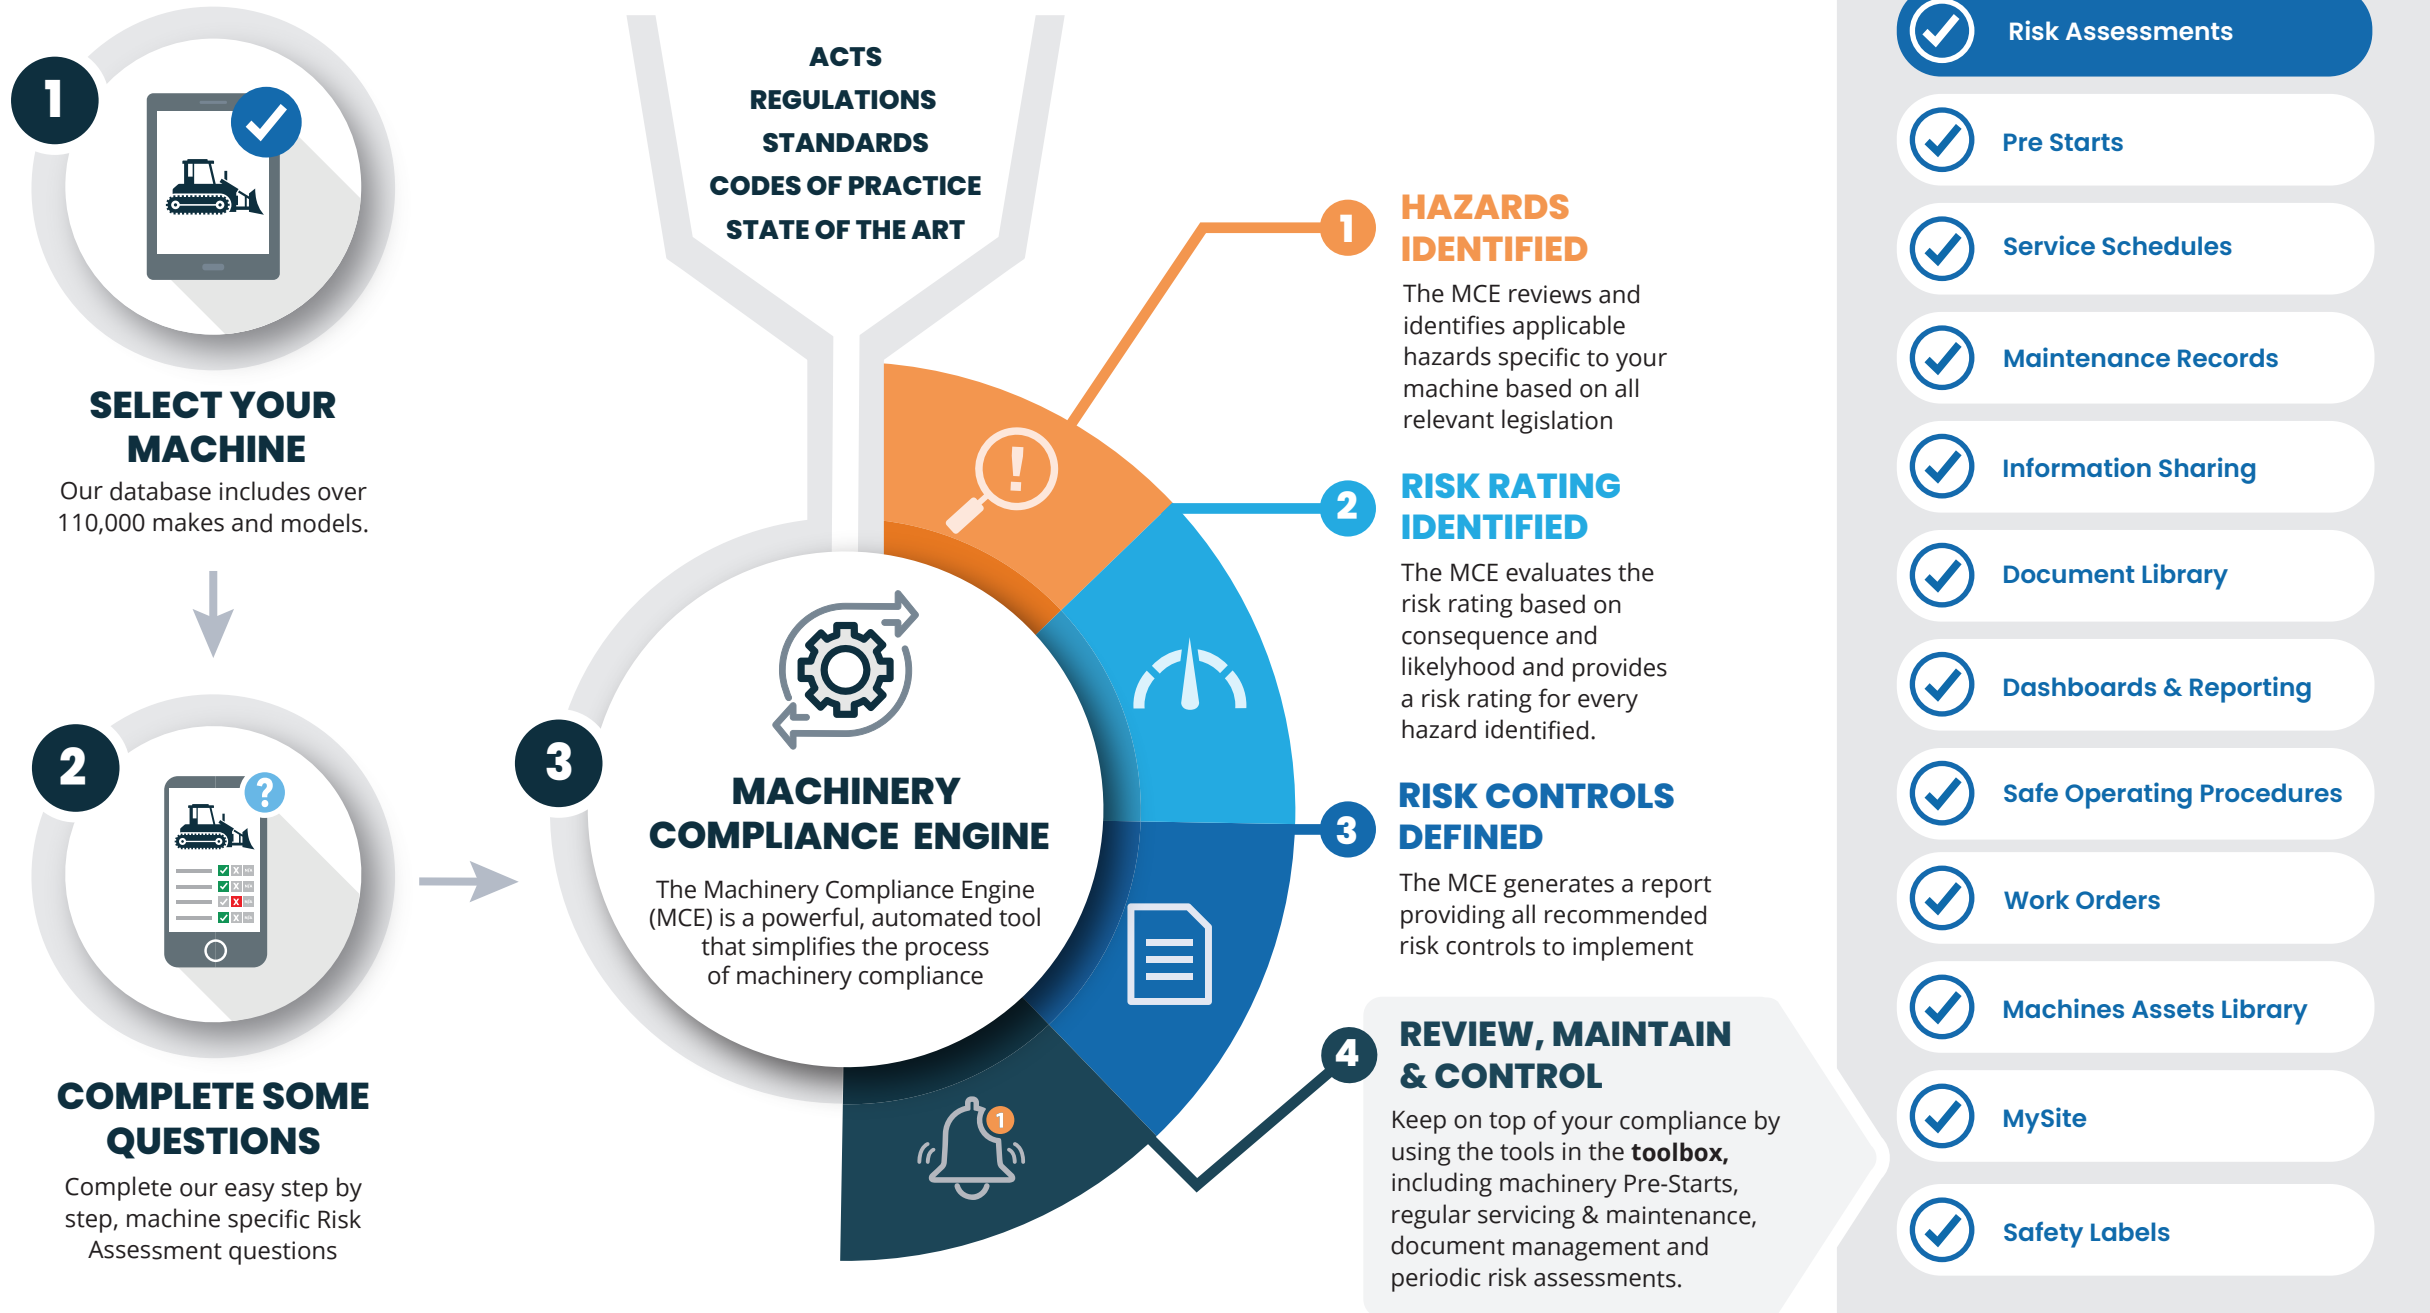 1
SELECT YOUR
MACHINE
Our database includes over
110,000 makes and models.
2
?
COMPLETE SOME
QUESTIONS
Complete our easy step by
step, machine specific Risk
Assessment questions
ACTS
REGULATIONS
STANDARDS
CODES OF PRACTICE
STATE OF THE ART
3
MACHINERY
COMPLIANCE ENGINE
The Machinery Compliance Engine
(MCE) is a powerful, automated tool
that simplifies the process
of machinery compliance
!
1
1
HAZARDS
IDENTIFIED
The MCE reviews and
identifies applicable
hazards specific to your
machine based on all
relevant legislation
2
RISK RATING
IDENTIFIED
The MCE evaluates the
risk rating based on
consequence and
likelyhood and provides
a risk rating for every
hazard identified.
3
RISK CONTROLS
DEFINED
The MCE generates a report
providing all recommended
risk controls to implement
4
REVIEW, MAINTAIN
& CONTROL
Keep on top of your compliance by
using the tools in the toolbox,
including machinery Pre-Starts,
regular servicing & maintenance,
document management and
periodic risk assessments.
Risk Assessments
Pre Starts
Service Schedules
Maintenance Records
Information Sharing
Document Library
Dashboards & Reporting
Safe Operating Procedures
Work Orders
Machines Assets Library
MySite
Safety Labels